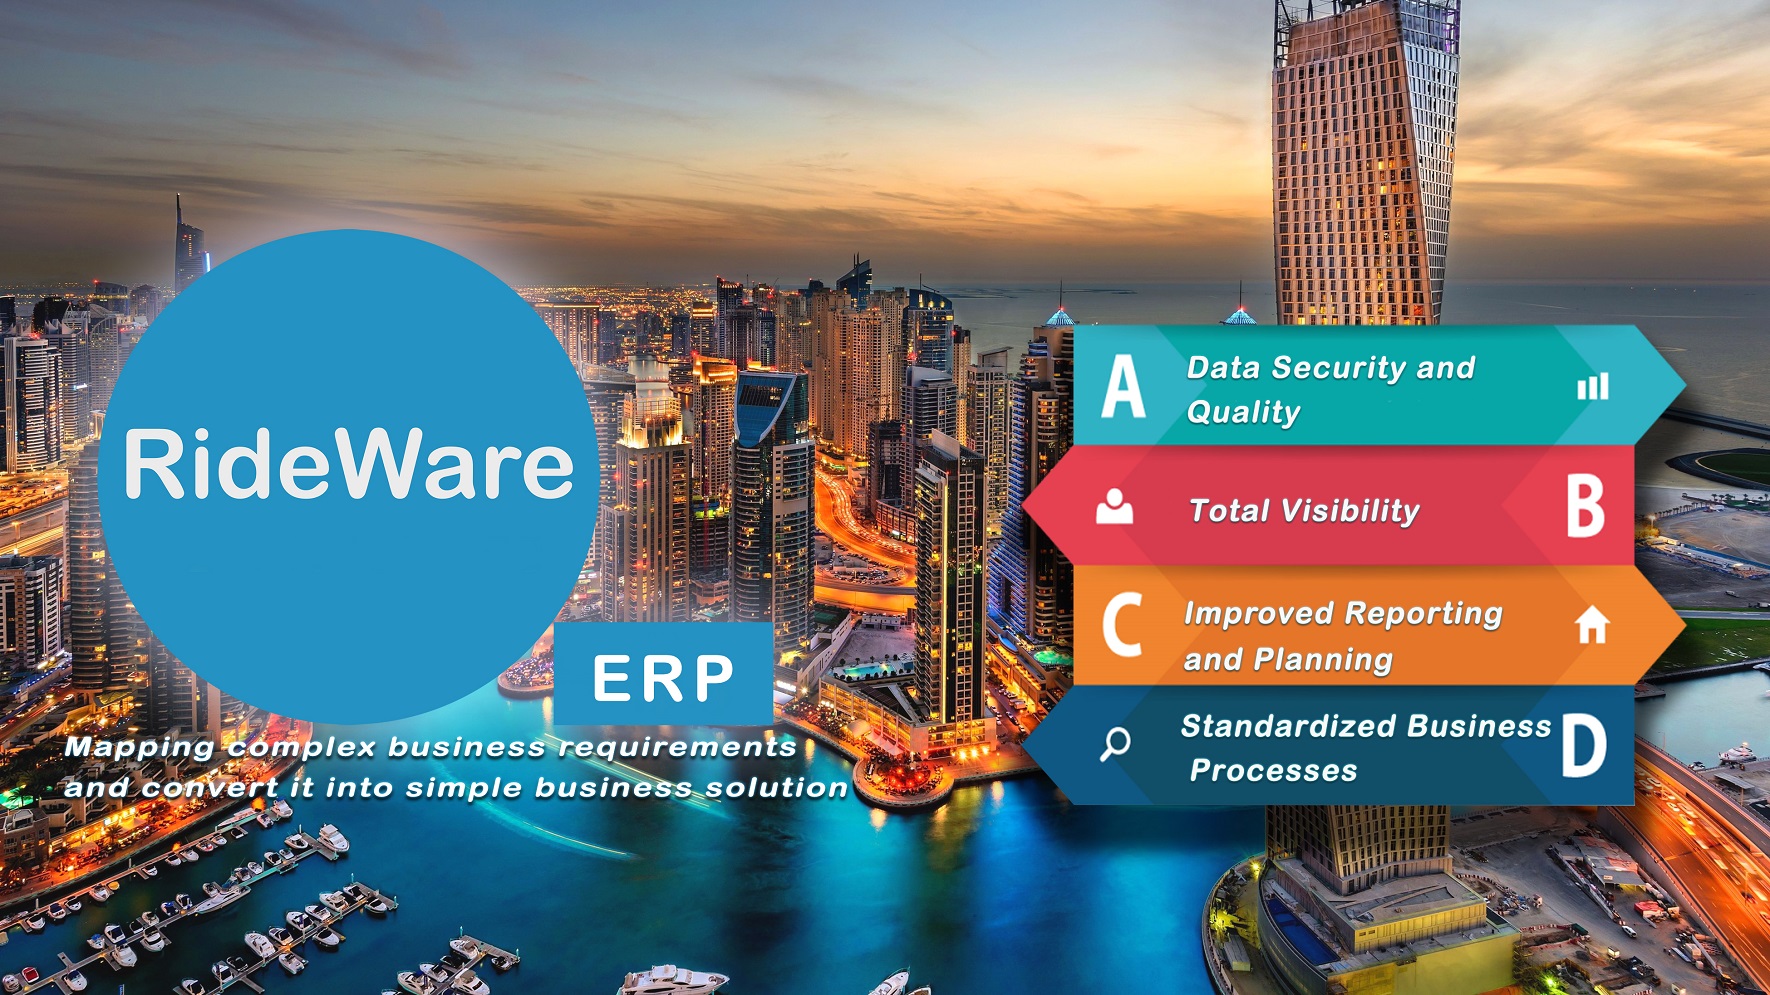 RideWare
ERP
Mapping complex business requirements
and convert it into simple business solution
A
Data Security and
Quality
Total Visibility
B
C
Improved Reporting
and Planning
Standardized Business
Processes
D